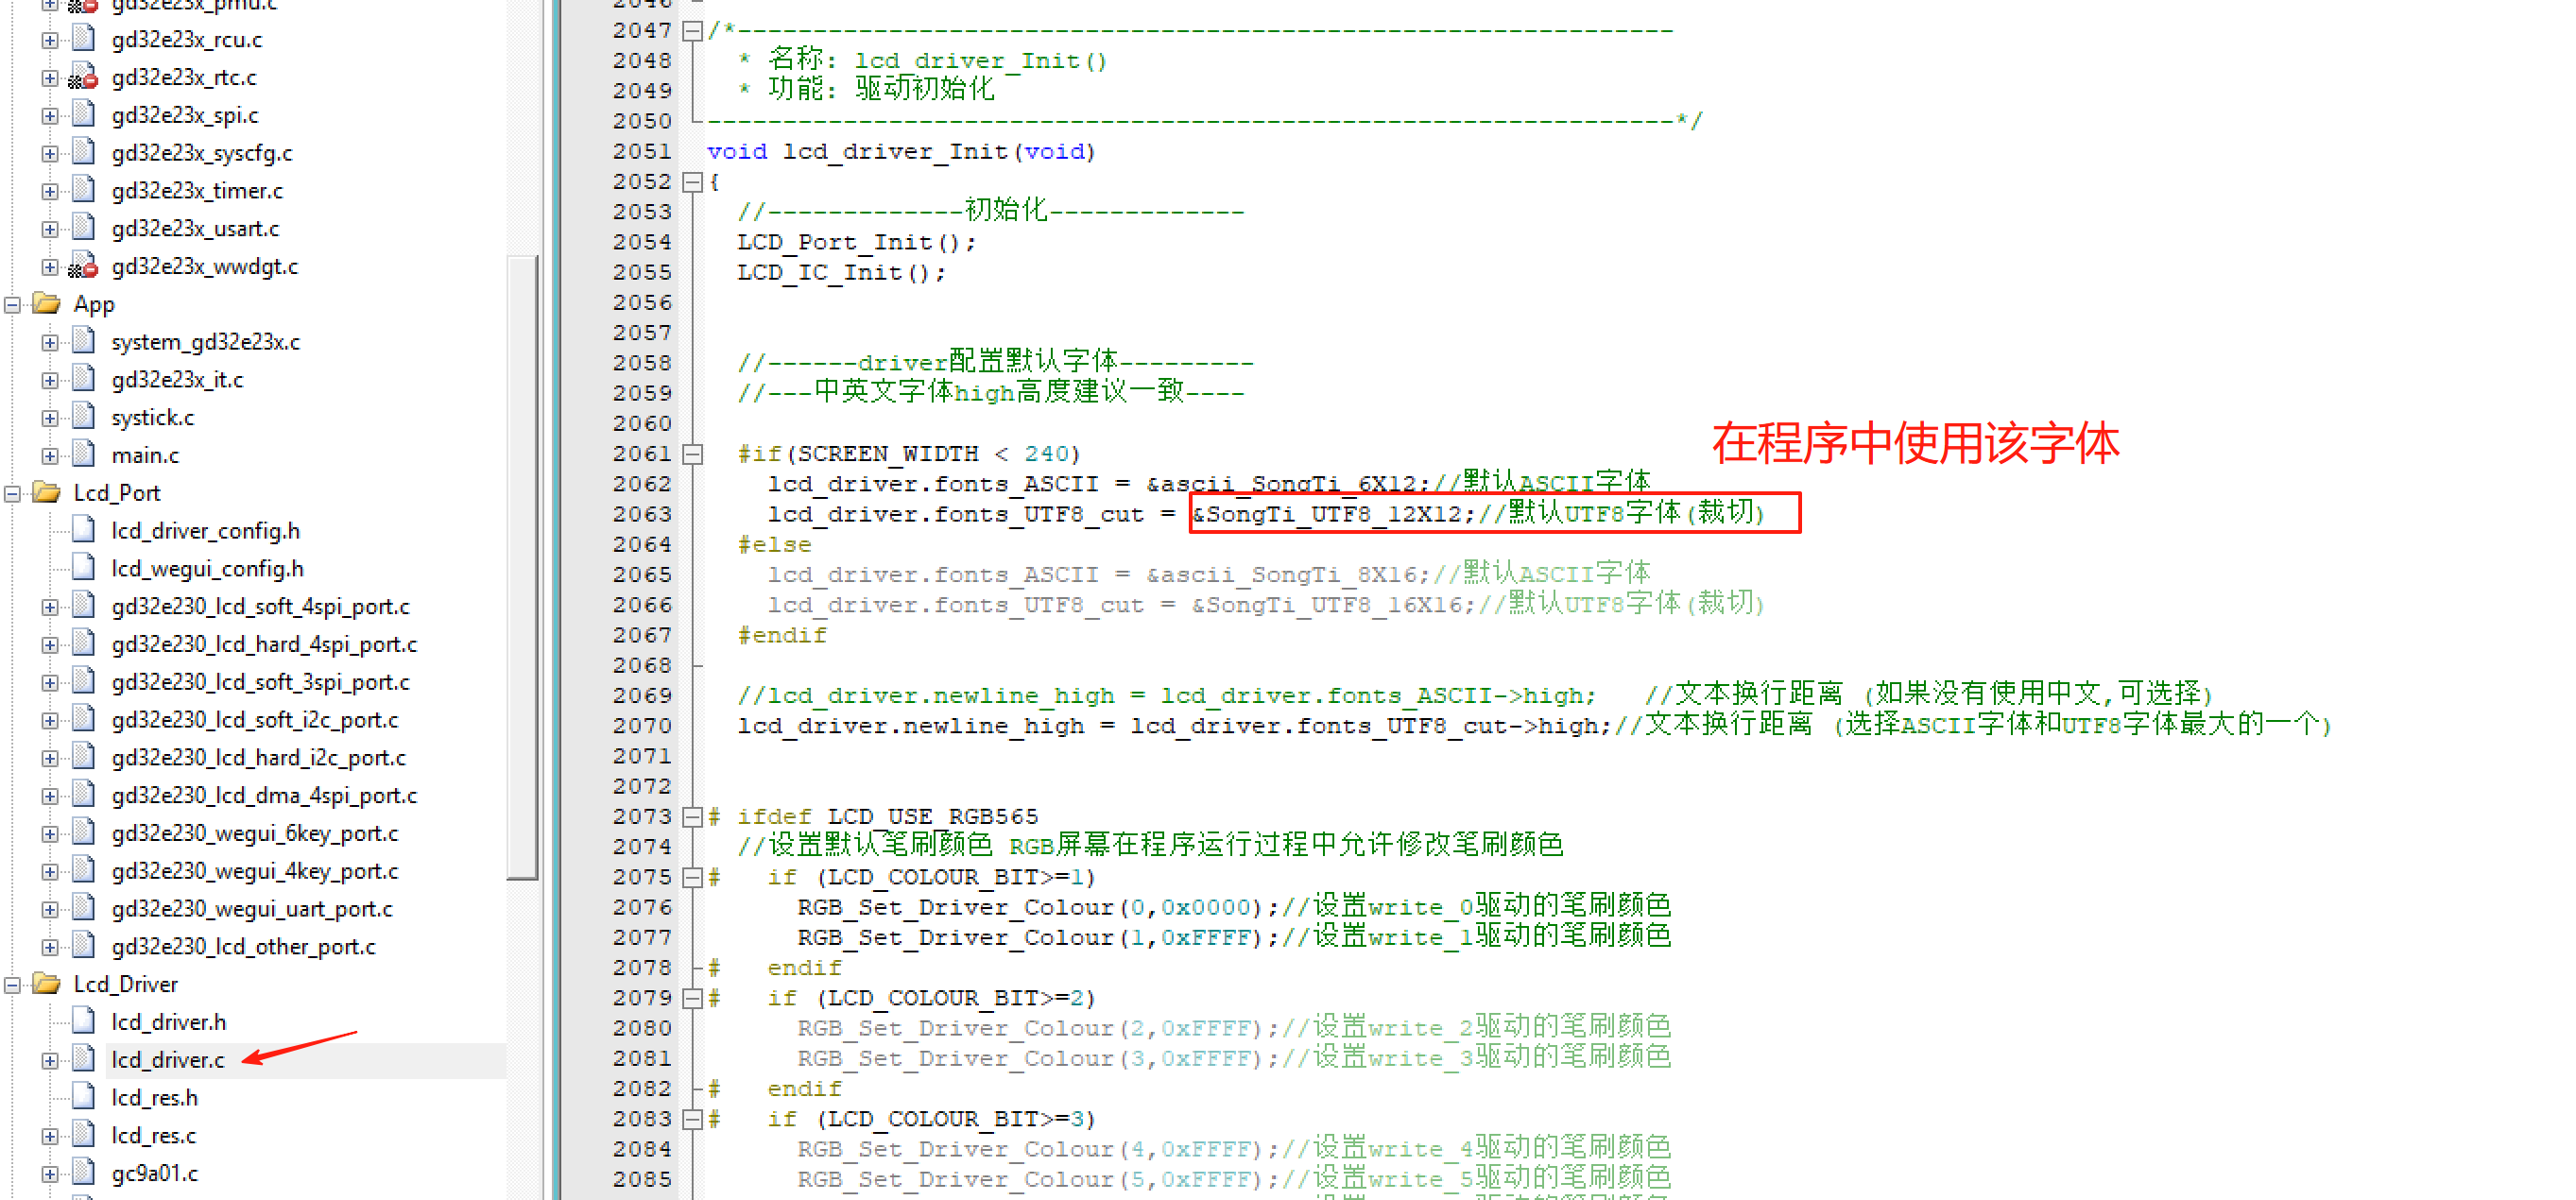 gd32e23x_pmu.c
gd32e23x_rcu.c
gd32e23x_rtc.c
gd32e23x_spi.c
gd32e23x_syscfg.c
gd32e23x_timer.c
gd32e23x_usart.c
gd32e23x_wwdgt.c
App
system_gd32e23x.c
gd32e23x_it.c
systick.c
main.c
Lcd_Port
lcd_driver_config.h
lcd_wegui_config.h
gd32e230_lcd_soft_4spi_port.c
gd32e230_lcd_hard_4spi_port.c
gd32e230_lcd_soft_3spi_port.c
gd32e230_lcd_soft_i2c_port.c
gd32e230_lcd_hard_i2c_port.c
gd32e230_lcd_dma_4spi_port.c
gd32e230_wegui_6key_port.c
gd32e230_wegui_4key_port.c
gd32e230_wegui_uart_port.c
gd32e230_lcd_other_port.c
Lcd_Driver
lcd_driver.h
lcd_driver.c
lcd_res.h
lcd_res.c
gc9a01.c
2046
2047 /*--------------------------------------------------------------
2048 * 名称: lcd_driver_Init()
2049 * 功能: 驱动初始化
2050 ----------------------------------------------------------------*/
2051 void lcd_driver_Init(void)
2052 {
2053 //-------------初始化-------------
2054 LCD_Port_Init();
2055 LCD_IC_Init();
2056
2057
2058 //------driver配置默认字体---------
2059 //---中英文字体high高度建议一致----
2060
在程序中使用该字体
2061 #if(SCREEN_WIDTH < 240)
2062 lcd_driver.fonts_ASCII = &ascii_SongTi_6X12;//默认ASCII字体
2063 lcd_driver.fonts_UTF8_cut = &SongTi_UTF8_12X12;//默认UTF8字体(裁切)
2064 #else
2065 lcd_driver.fonts_ASCII = &ascii_SongTi_8X16;//默认ASCII字体
2066 lcd_driver.fonts_UTF8_cut = &SongTi_UTF8_16X16;//默认UTF8字体(裁切)
2067 #endif
2068
2069 //lcd_driver.newline_high = lcd_driver.fonts_ASCII->high; //文本换行距离 (如果没有使用中文,可选择)
2070 lcd_driver.newline_high = lcd_driver.fonts_UTF8_cut->high;//文本换行距离 (选择ASCII字体和UTF8字体最大的一个)
2071
2072
2073 # ifdef LCD_USE_RGB565
2074 //设置默认笔刷颜色 RGB屏幕在程序运行过程中允许修改笔刷颜色
2075 # if (LCD_COLOUR_BIT>=1)
2076 RGB_Set_Driver_Colour(0,0x0000);//设置write_0驱动的笔刷颜色
2077 RGB_Set_Driver_Colour(1,0xFFFF);//设置write_1驱动的笔刷颜色
2078 # endif
2079 # if (LCD_COLOUR_BIT>=2)
2080 RGB_Set_Driver_Colour(2,0xFFFF);//设置write_2驱动的笔刷颜色
2081 RGB_Set_Driver_Colour(3,0xFFFF);//设置write_3驱动的笔刷颜色
2082 # endif
2083 # if (LCD_COLOUR_BIT>=3)
2084 RGB_Set_Driver_Colour(4,0xFFFF);//设置write_4驱动的笔刷颜色
2085 RGB_Set_Driver_Colour(5,0xFFFF);//设置write_5驱动的笔刷颜色